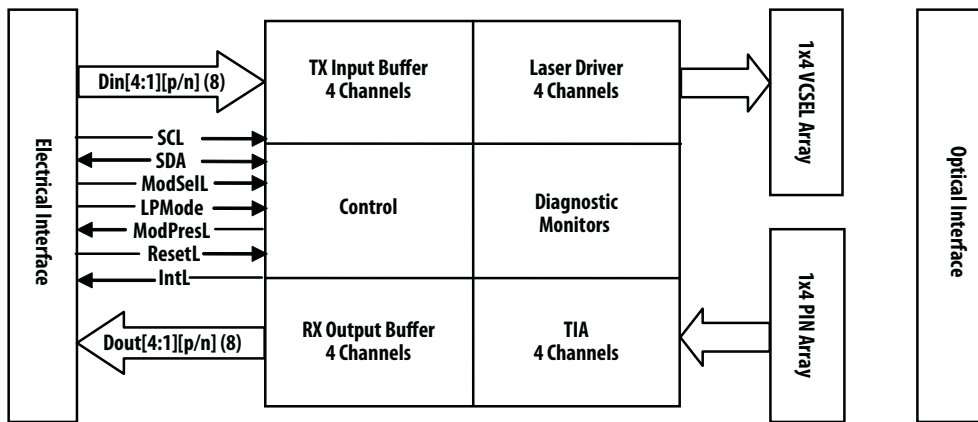 Electrical Interface
Din[4:1][p/n] (8)
SCL
SDA
ModSelL
LPMode
ModPresL
ResetL
IntL
Dout[4:1][p/n] (8)
TX Input Buffer
4 Channels
Laser Driver
4 Channels
Control
Diagnostic
Monitors
RX Output Buffer
4 Channels
TIA
4 Channels
1x4 VCSEL Array
1x4 PIN Array
Optical Interface